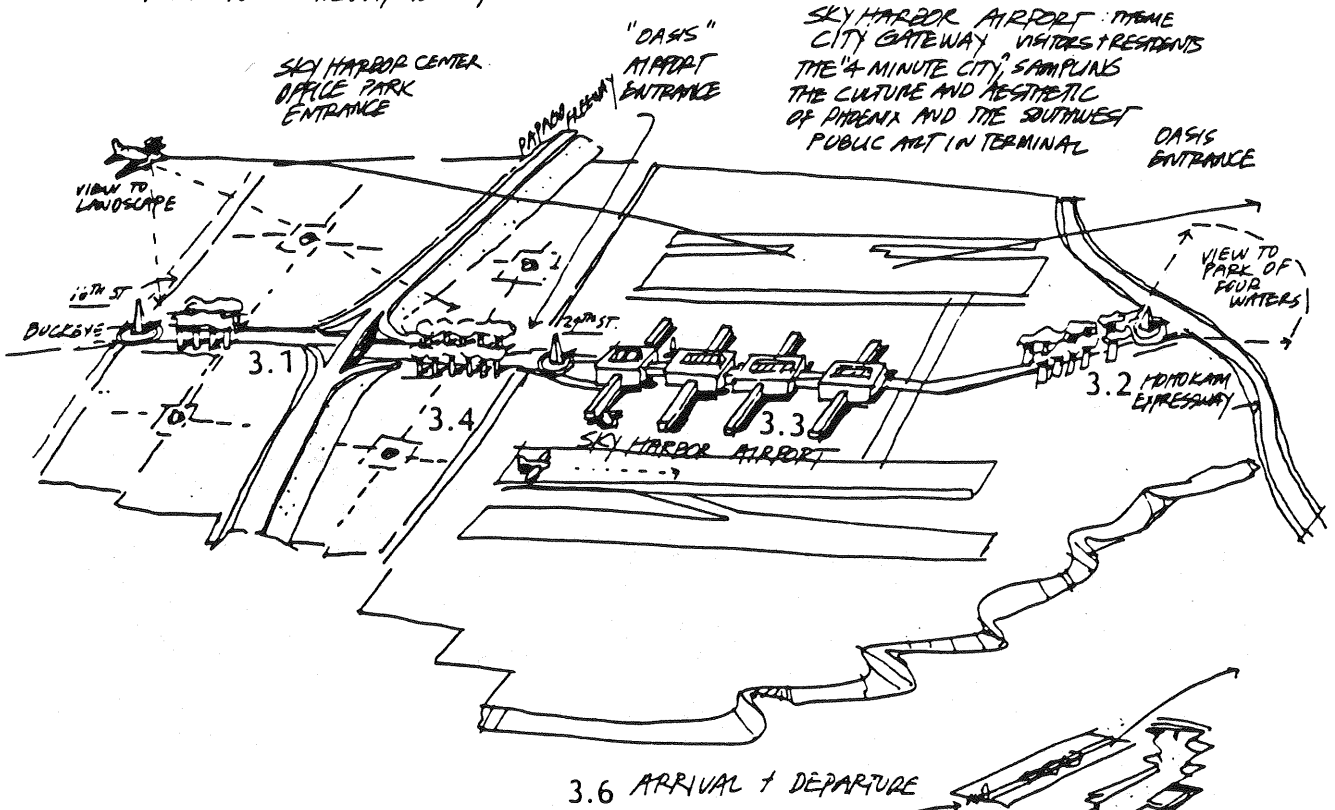 SKY HARBOR CENTER
OFFICE PARK
ENTRANCE
"OASIS"
AIRPORT
ENTRANCE
SKY HARBOR AIRPORT: THEME
CITY GATEWAY VISITORS + RESIDENTS
THE "4 MINUTE CITY", SAMPLING
THE CULTURE AND AESTHETIC
OF PHOENIX AND THE SOUTHWEST
PUBLIC ART IN TERMINAL
OASIS
ENTRANCE
PAPAGO FREEWAY
VIEW TO
LANDSCAPE
VIEW TO
PARK OF
FOUR
WATERS
BUCKEYE
24TH ST.
3.1
3.4
3.3
3.2
HOHOKAM
EXPRESSWAY
SKY HARBOR AIRPORT
3.6 ARRIVAL + DEPARTURE